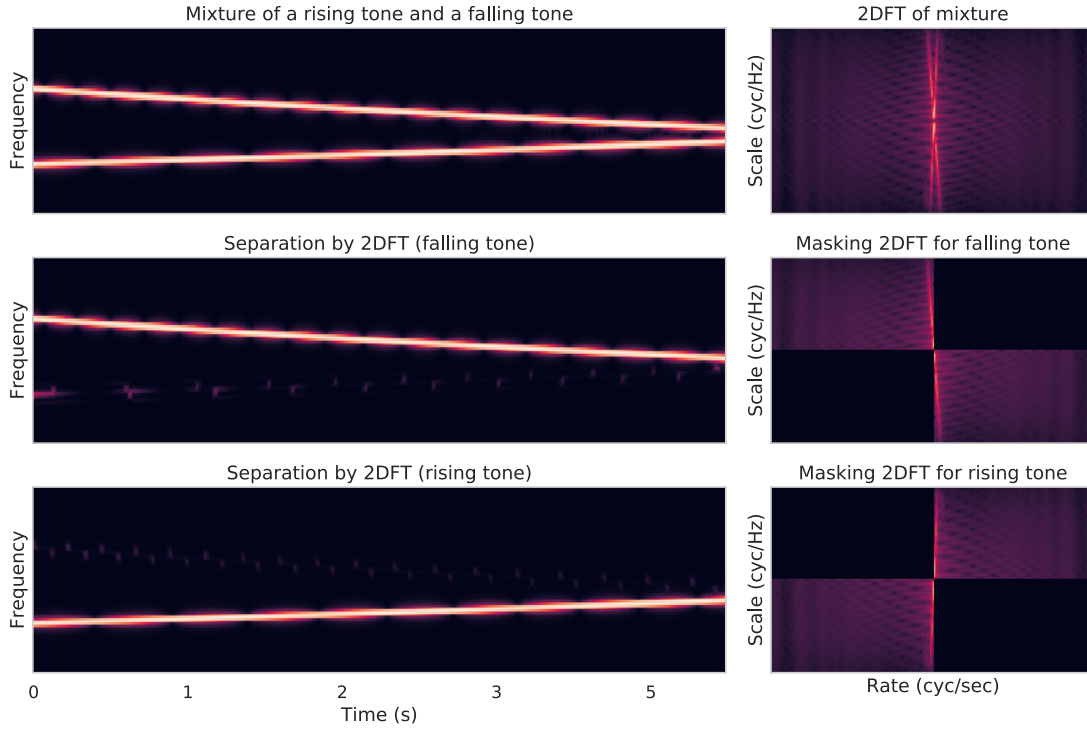 Mixture of a rising tone and a falling tone
2DFT of mixture
Frequency
Scale (cyc/Hz)
Separation by 2DFT (falling tone)
Masking 2DFT for falling tone
Frequency
Scale (cyc/Hz)
Separation by 2DFT (rising tone)
Masking 2DFT for rising tone
Frequency
Scale (cyc/Hz)
0 1 2 3 5
Time (s)
Rate (cyc/sec)